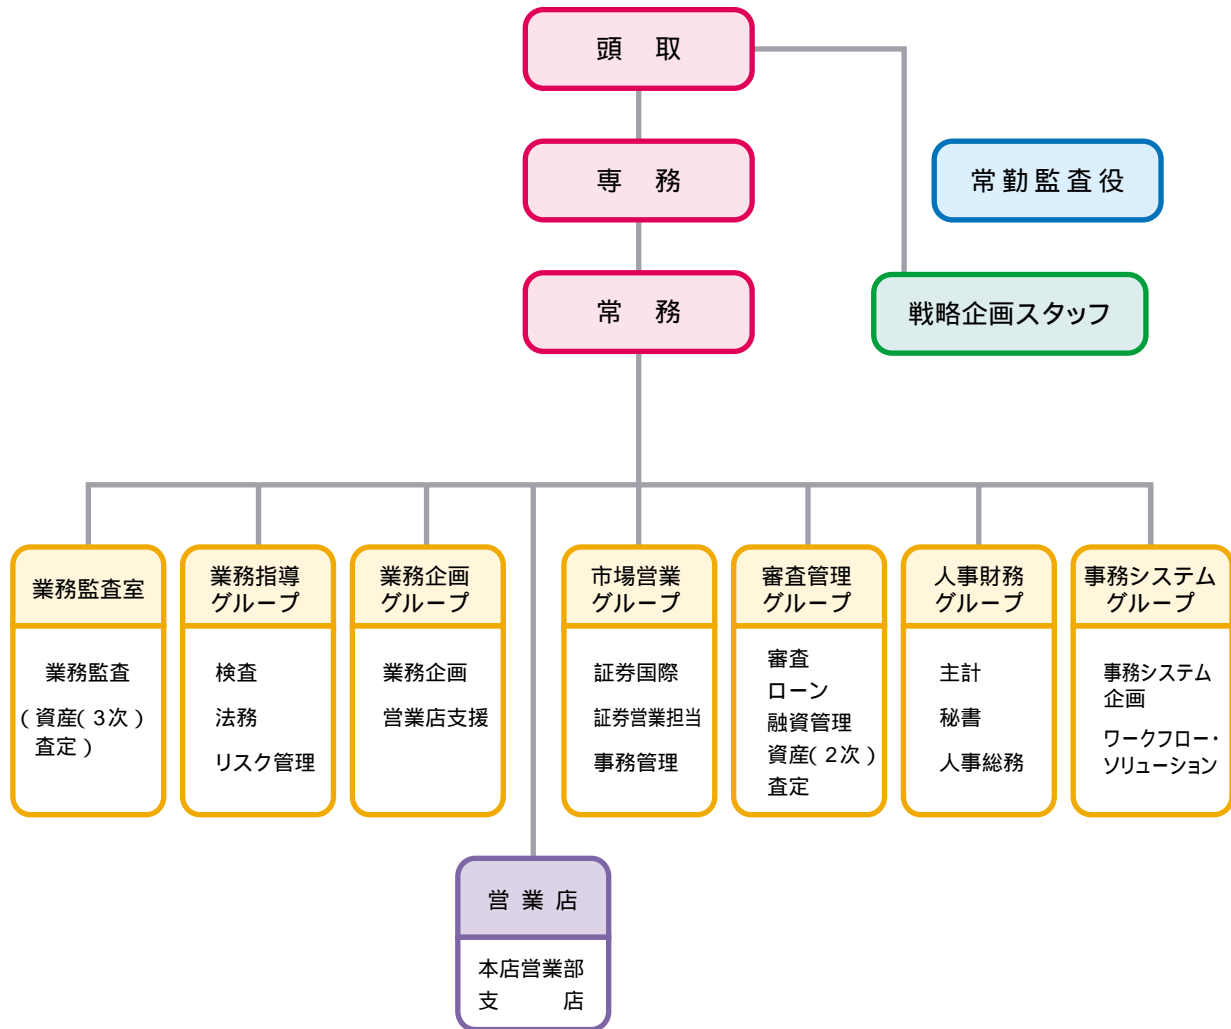 頭取
専務
常勤監査役
常務
戦略企画スタッフ
業務監査室
業務監査
(資産(3次)
査定)
業務指導
グループ
検査
法務
リスク管理
業務企画
グループ
業務企画
営業店支援
市場営業
グループ
証券国際
証券営業担当
事務管理
審査管理
グループ
審査
ローン
融資管理
資産(2次)
査定
人事財務
グループ
主計
秘書
人事総務
事務システム
グループ
事務システム
企画
ワークフロー・
ソリューション
営業店
本店営業部
支店